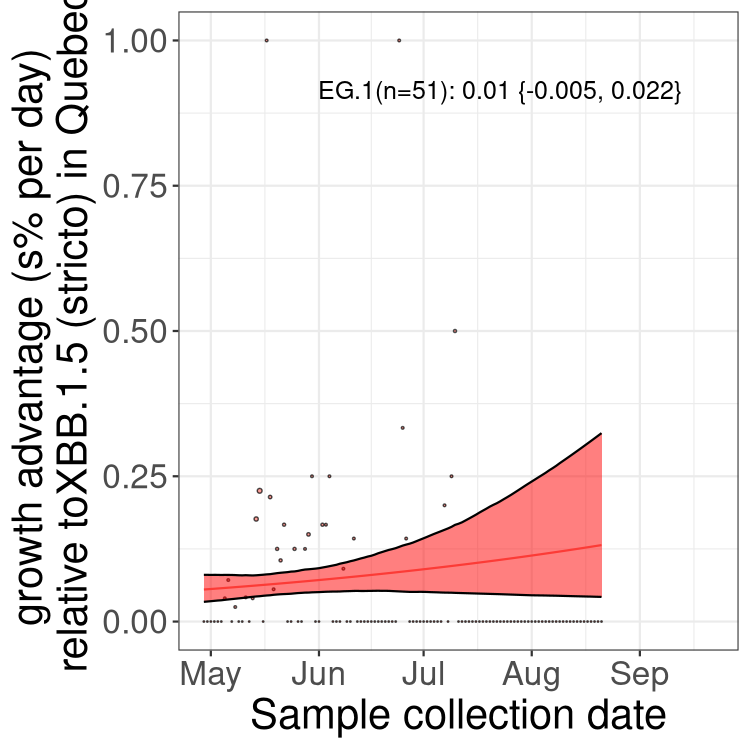 growth advantage (s% per day)
relative toXBB.1.5 (stricto) in Quebec
1.00
0.75
0.50
0.25
0.00
EG.1(n=51): 0.01 {-0.005, 0.022}
May Jun Jul Aug Sep
Sample collection date